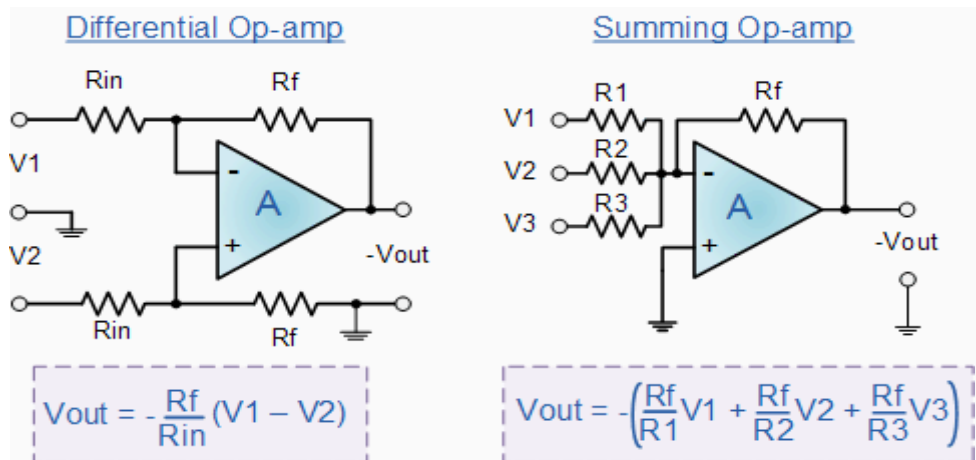 Differential Op-amp
Rin
Rf
V1
-
A
+
V2
-Vout
Rin
Rf
Vout = -Rf/Rin (V1 – V2)
Summing Op-amp
R1
Rf
V1
R2
V2
-
A
R3
V3
+
-Vout
Vout = -(Rf/R1 V1 + Rf/R2 V2 + Rf/R3 V3)